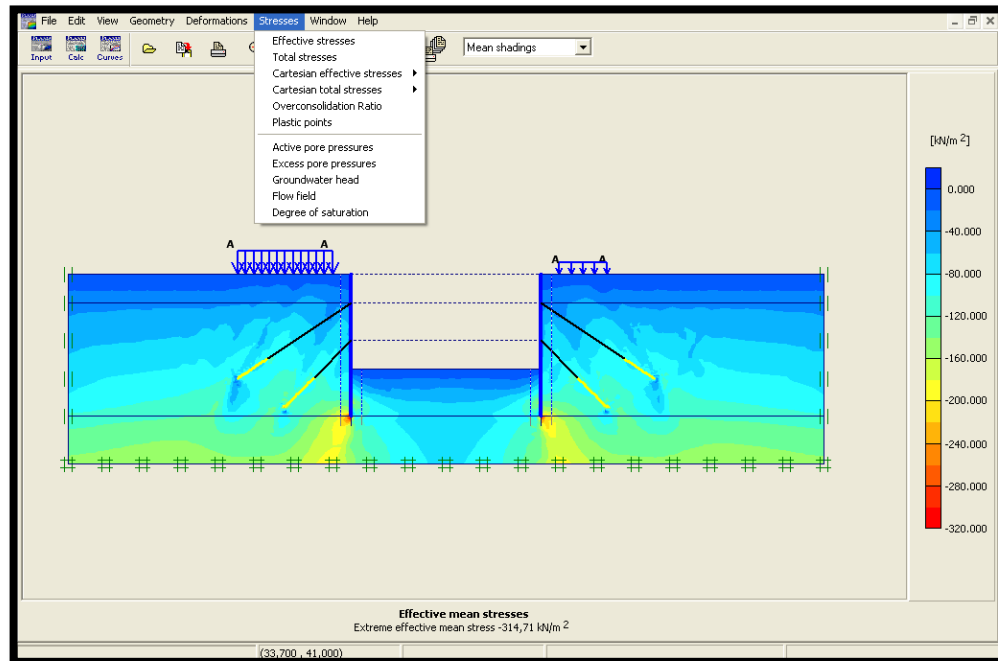 File Edit View Geometry Deformations Stresses Window Help
Input Calc Curves Mean shadings
Effective stresses
Total stresses
Cartesian effective stresses
Cartesian total stresses
Overconsolidation Ratio
Plastic points
Active pore pressures
Excess pore pressures
Groundwater head
Flow field
Degree of saturation
[kN/m 2]
0.000
-40.000
-80.000
-120.000
-160.000
-200.000
-240.000
-280.000
-320.000
A A
A A
Effective mean stresses
Extreme effective mean stress -314,71 kN/m 2
(33,700 , 41,000)